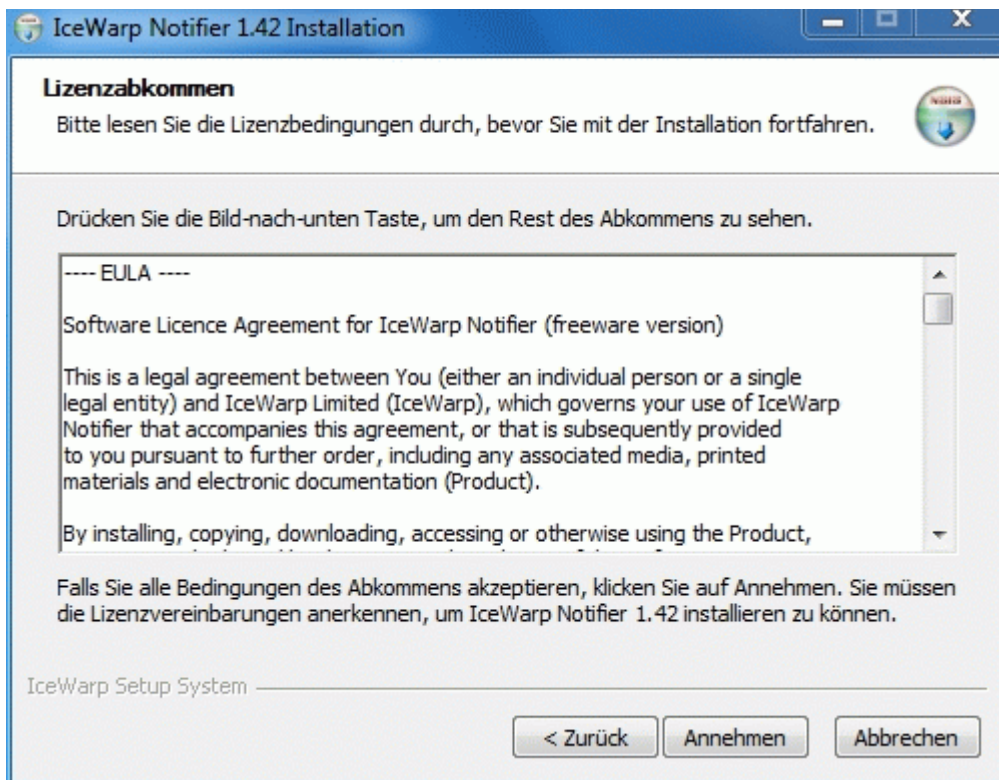 IceWarp Notifier 1.42 Installation
Lizenzabkommen
Bitte lesen Sie die Lizenzbedingungen durch, bevor Sie mit der Installation fortfahren.
Drücken Sie die Bild-nach-unten Taste, um den Rest des Abkommens zu sehen.
---- EULA ----
Software Licence Agreement for IceWarp Notifier (freeware version)
This is a legal agreement between You (either an individual person or a single
legal entity) and IceWarp Limited (IceWarp), which governs your use of IceWarp
Notifier that accompanies this agreement, or that is subsequently provided
to you pursuant to further order, including any associated media, printed
materials and electronic documentation (Product).
By installing, copying, downloading, accessing or otherwise using the Product,
Falls Sie alle Bedingungen des Abkommens akzeptieren, klicken Sie auf Annehmen. Sie müssen
die Lizenzvereinbarungen anerkennen, um IceWarp Notifier 1.42 installieren zu können.
IceWarp Setup System
< Zurück
Annehmen
Abbrechen